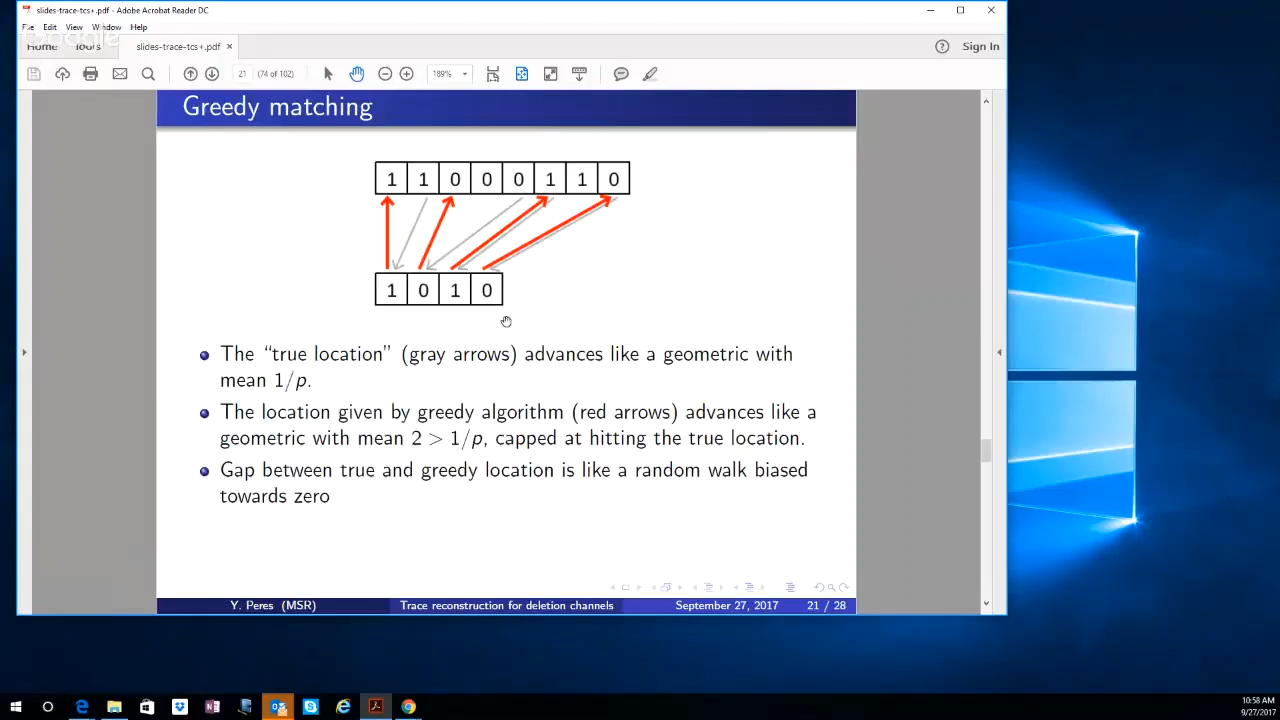 slides-trace-tcs+.pdf - Adobe Acrobat Reader DC
File Edit View Window Help
Google
Home Tools slides-trace-tcs+.pdf × ? Sign In
21 (74 of 102) 189%
Greedy matching
1 1 0 0 0 1 1 0
1 0 1 0
The “true location” (gray arrows) advances like a geometric with
mean 1/p.
The location given by greedy algorithm (red arrows) advances like a
geometric with mean 2 > 1/p, capped at hitting the true location.
Gap between true and greedy location is like a random walk biased
towards zero
Y. Peres (MSR) Trace reconstruction for deletion channels September 27, 2017 21 / 28
10:58 AM
9/27/2017